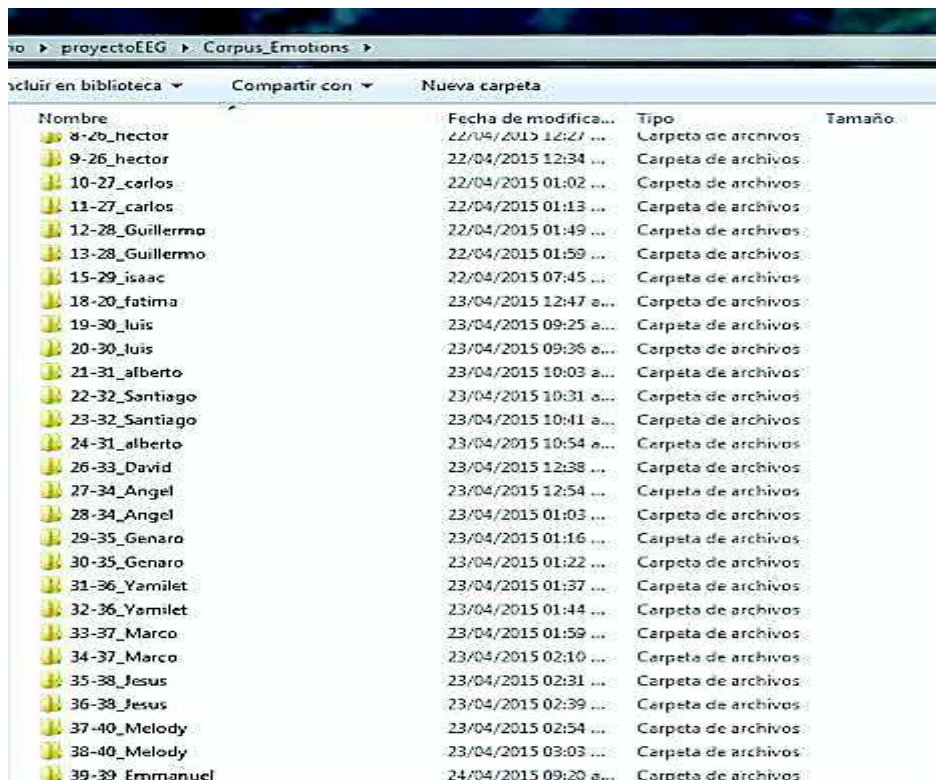 io ▸ proyectoEEG ▸ Corpus_Emotions ▸
ncluir en biblioteca ▾ Compartir con ▾ Nueva carpeta
Nombre Fecha de modifica... Tipo Tamaño
8-26_hector 22/04/2015 12:27 ... Carpeta de archivos
9-26_hector 22/04/2015 12:34 ... Carpeta de archivos
10-27_carlos 22/04/2015 01:02 ... Carpeta de archivos
11-27_carlos 22/04/2015 01:13 ... Carpeta de archivos
12-28_Guillermo 22/04/2015 01:49 ... Carpeta de archivos
13-28_Guillermo 22/04/2015 01:59 ... Carpeta de archivos
15-29_isaac 22/04/2015 07:45 ... Carpeta de archivos
18-20_fatima 23/04/2015 12:47 a... Carpeta de archivos
19-30_luis 23/04/2015 09:25 a... Carpeta de archivos
20-30_luis 23/04/2015 09:36 a... Carpeta de archivos
21-31_alberto 23/04/2015 10:03 a... Carpeta de archivos
22-32_Santiago 23/04/2015 10:31 a... Carpeta de archivos
23-32_Santiago 23/04/2015 10:41 a... Carpeta de archivos
24-31_alberto 23/04/2015 10:54 a... Carpeta de archivos
26-33_David 23/04/2015 12:38 ... Carpeta de archivos
27-34_Angel 23/04/2015 12:54 ... Carpeta de archivos
28-34_Angel 23/04/2015 01:03 ... Carpeta de archivos
29-35_Genaro 23/04/2015 01:16 ... Carpeta de archivos
30-35_Genaro 23/04/2015 01:22 ... Carpeta de archivos
31-36_Yamilet 23/04/2015 01:37 ... Carpeta de archivos
32-36_Yamilet 23/04/2015 01:44 ... Carpeta de archivos
33-37_Marco 23/04/2015 01:59 ... Carpeta de archivos
34-37_Marco 23/04/2015 02:10 ... Carpeta de archivos
35-38_Jesus 23/04/2015 02:31 ... Carpeta de archivos
36-38_Jesus 23/04/2015 02:39 ... Carpeta de archivos
37-40_Melody 23/04/2015 02:54 ... Carpeta de archivos
38-40_Melody 23/04/2015 03:03 ... Carpeta de archivos
39-39_Emmanuel 24/04/2015 09:20 a... Carpeta de archivos